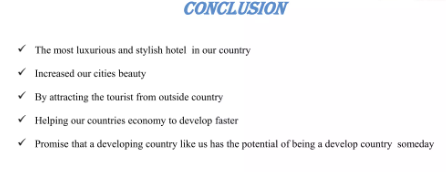 CONCLUSION
The most luxurious and stylish hotel in our country
Increased our cities beauty
By attracting the tourist from outside country
Helping our countries economy to develop faster
Promise that a developing country like us has the potential of being a develop country someday